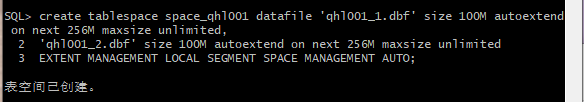 SQL> create tablespace space_qhl001 datafile 'qhl001_1.dbf' size 100M autoextend
 on next 256M maxsize unlimited,
  2  'qhl001_2.dbf' size 100M autoextend on next 256M maxsize unlimited
  3  EXTENT MANAGEMENT LOCAL SEGMENT SPACE MANAGEMENT AUTO;
表空间已创建。